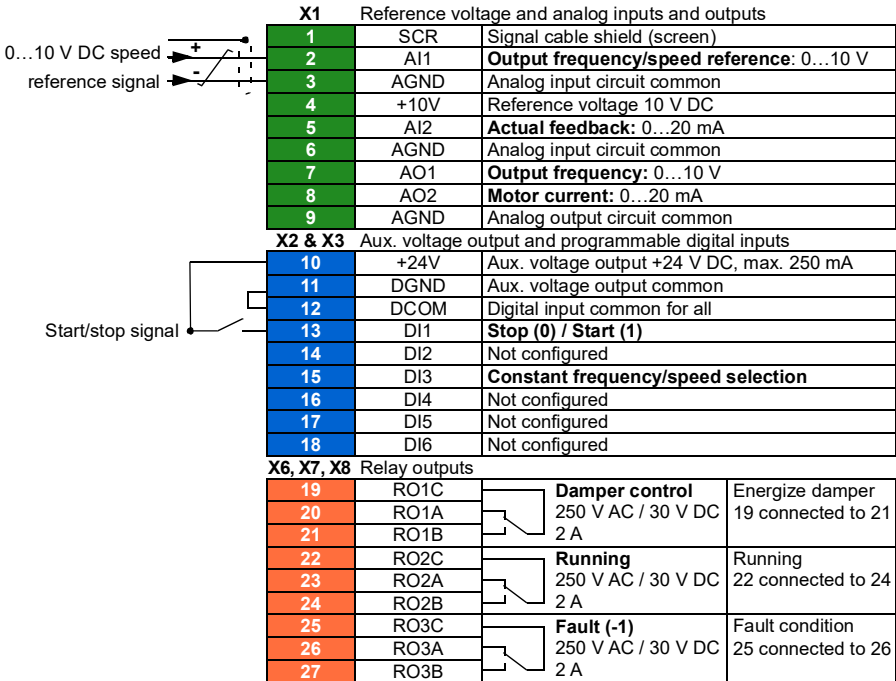 X1 Reference voltage and analog inputs and outputs
1 SCR Signal cable shield (screen)
0…10 V DC speed + 2 AI1 Output frequency/speed reference: 0…10 V
reference signal - 3 AGND Analog input circuit common
4 +10V Reference voltage 10 V DC
5 AI2 Actual feedback: 0…20 mA
6 AGND Analog input circuit common
7 AO1 Output frequency: 0…10 V
8 AO2 Motor current: 0…20 mA
9 AGND Analog output circuit common
X2 & X3 Aux. voltage output and programmable digital inputs
10 +24V Aux. voltage output +24 V DC, max. 250 mA
11 DGND Aux. voltage output common
12 DCOM Digital input common for all
Start/stop signal 13 DI1 Stop (0) / Start (1)
14 DI2 Not configured
15 DI3 Constant frequency/speed selection
16 DI4 Not configured
17 DI5 Not configured
18 DI6 Not configured
X6, X7, X8 Relay outputs
19 RO1C Damper control Energize damper
20 RO1A 250 V AC / 30 V DC 19 connected to 21
21 RO1B 2 A
22 RO2C Running Running
23 RO2A 250 V AC / 30 V DC 22 connected to 24
24 RO2B 2 A
25 RO3C Fault (-1) Fault condition
26 RO3A 250 V AC / 30 V DC 25 connected to 26
27 RO3B 2 A